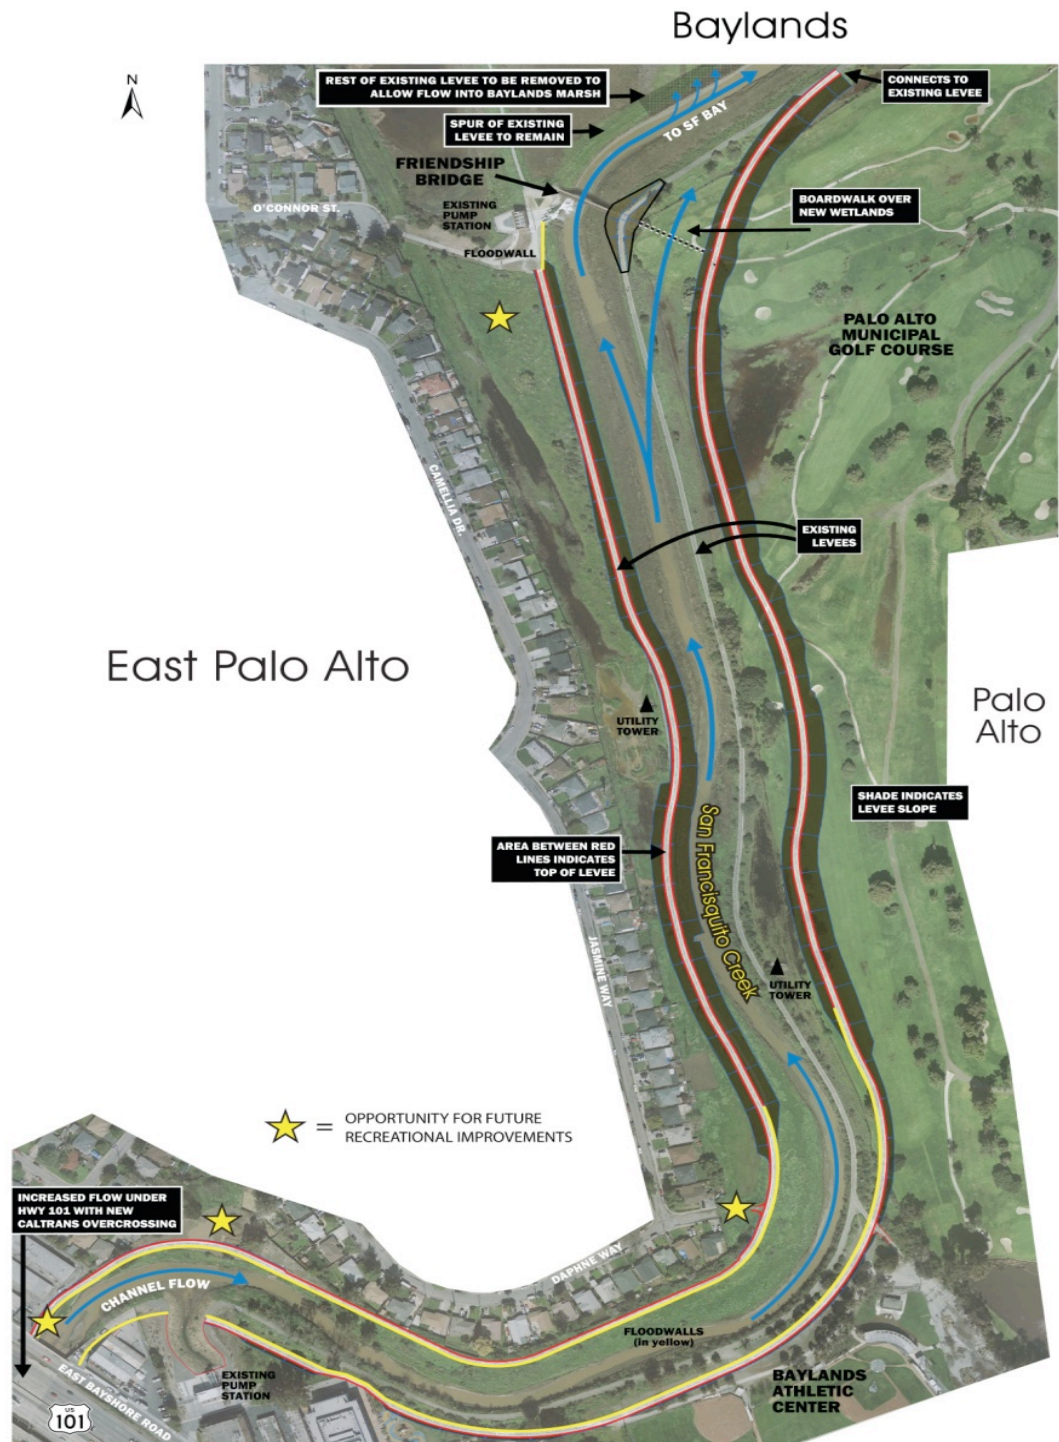 Baylands
N
REST OF EXISTING LEVEE TO BE REMOVED TO
ALLOW FLOW INTO BAYLANDS MARSH
CONNECTS TO
EXISTING LEVEE
SPUR OF EXISTING
LEVEE TO REMAIN
TO SF BAY
FRIENDSHIP
BRIDGE
BOARDWALK OVER
NEW WETLANDS
O'CONNOR ST.
EXISTING
PUMP
STATION
FLOODWALL
PALO ALTO
MUNICIPAL
GOLF COURSE
CAMELLIA DR.
EXISTING
LEVEES
East Palo Alto
Palo
Alto
UTILITY
TOWER
SHADE INDICATES
LEVEE SLOPE
San Francisquito Creek
AREA BETWEEN RED
LINES INDICATES
TOP OF LEVEE
JASMINE WAY
UTILITY
TOWER
= OPPORTUNITY FOR FUTURE
RECREATIONAL IMPROVEMENTS
INCREASED FLOW UNDER
HWY 101 WITH NEW
CALTRANS OVERCROSSING
DAPHNE WAY
CHANNEL FLOW
FLOODWALLS
(in yellow)
EXISTING
PUMP
STATION
BAYLANDS
ATHLETIC
CENTER
EAST BAYSHORE ROAD
US
101